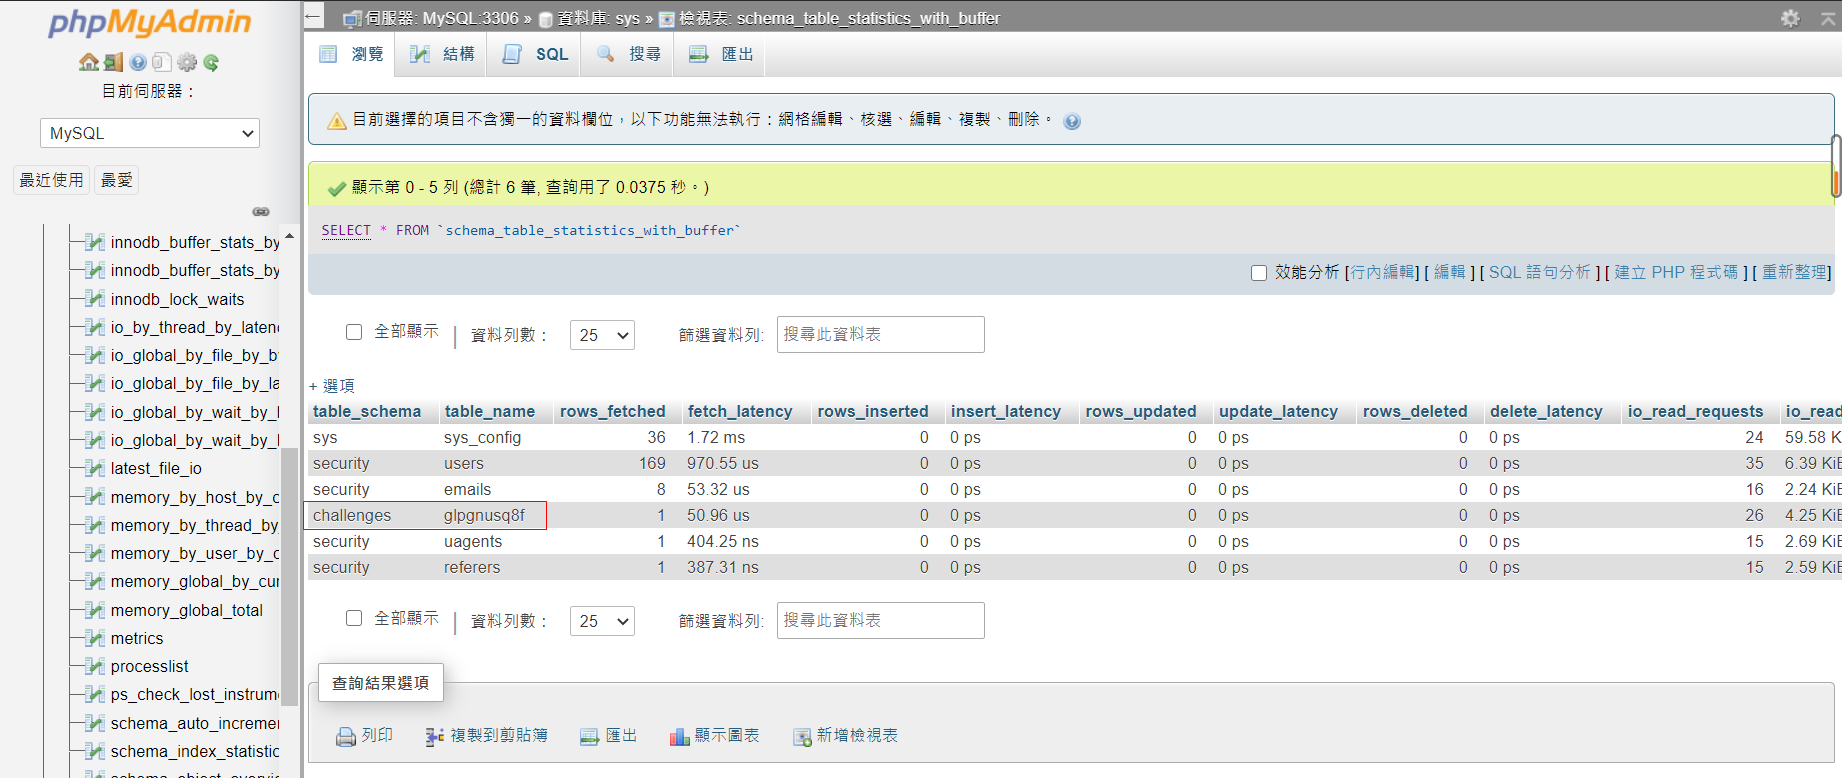 phpMyAdmin
目前伺服器：
MySQL
最近使用 最愛
innodb_buffer_stats_by
innodb_buffer_stats_by
innodb_lock_waits
io_by_thread_by_laten
io_global_by_file_by_b
io_global_by_file_by_la
io_global_by_wait_by_l
io_global_by_wait_by_l
latest_file_io
memory_by_host_by_c
memory_by_thread_by_
memory_by_user_by_c
memory_global_by_cur
memory_global_total
metrics
processlist
ps_check_lost_instrum
schema_auto_incremen
schema_index_statistic
伺服器: MySQL:3306 » 資料庫: sys » 檢視表: schema_table_statistics_with_buffer
瀏覽 結構 SQL 搜尋 匯出
目前選擇的項目不含獨一的資料欄位，以下功能無法執行：網格編輯、核選、編輯、複製、刪除。
顯示第 0 - 5 列 (總計 6 筆, 查詢用了 0.0375 秒。)
SELECT * FROM `schema_table_statistics_with_buffer`
效能分析 [行內編輯] [ 編輯 ] [ SQL 語句分析 ] [ 建立 PHP 程式碼 ] [ 重新整理]
全部顯示 | 資料列數： 25 篩選資料列: 搜尋此資料表
+ 選項
table_schema table_name rows_fetched fetch_latency rows_inserted insert_latency rows_updated update_latency rows_deleted delete_latency io_read_requests io_read
sys sys_config 36 1.72 ms 0 0 ps 0 0 ps 0 0 ps 24 59.58 K
security users 169 970.55 us 0 0 ps 0 0 ps 0 0 ps 35 6.39 KiB
security emails 8 53.32 us 0 0 ps 0 0 ps 0 0 ps 16 2.24 KiB
challenges glpgnusq8f 1 50.96 us 0 0 ps 0 0 ps 0 0 ps 26 4.25 KiB
security uagents 1 404.25 ns 0 0 ps 0 0 ps 0 0 ps 15 2.69 KiB
security referers 1 387.31 ns 0 0 ps 0 0 ps 0 0 ps 15 2.59 KiB
全部顯示 | 資料列數： 25 篩選資料列: 搜尋此資料表
查詢結果選項
列印 複製到剪貼簿 匯出 顯示圖表 新增檢視表